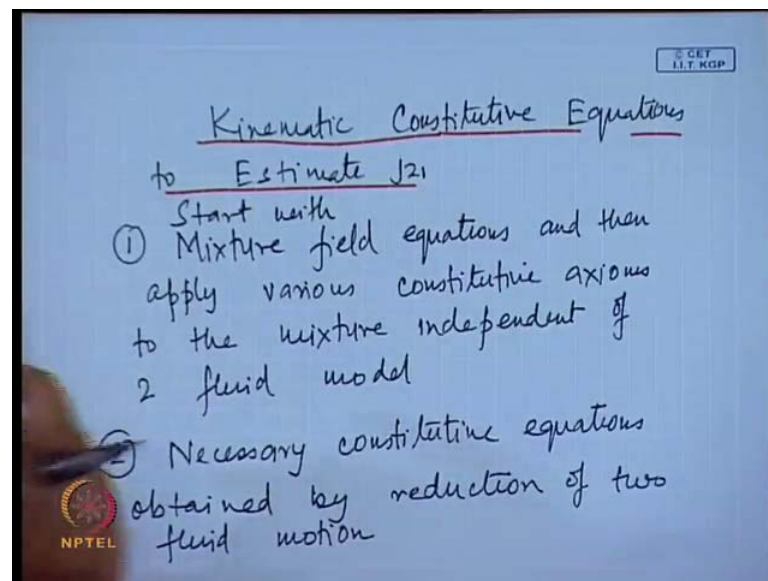 © CET
I.I.T. KGP
Kinematic Constitutive Equations
to Estimate J21
Start with
① Mixture field equations and then
apply various constitutive axioms
to the mixture independent of
2 fluid model
② Necessary constitutive equations
obtained by reduction of two
fluid motion
NPTEL